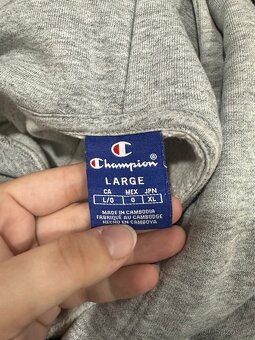 Champion®
LARGE
CA MEX JPN
L/G G XL
MADE IN CAMBODIA
FABRIQUÉ AU CAMBODGE
HECHO EN CAMBOYA